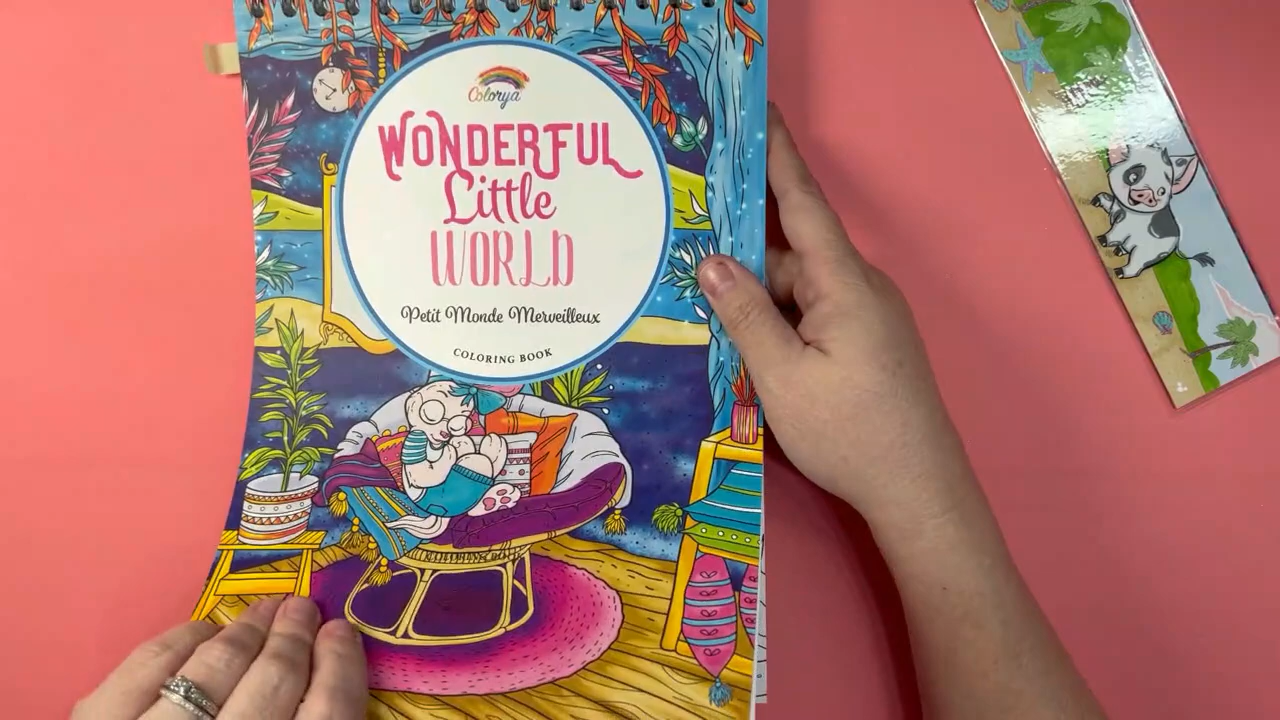 Colorya
WONDERFUL
Little
WORLD
Petit Monde Merveilleux
COLORING BOOK